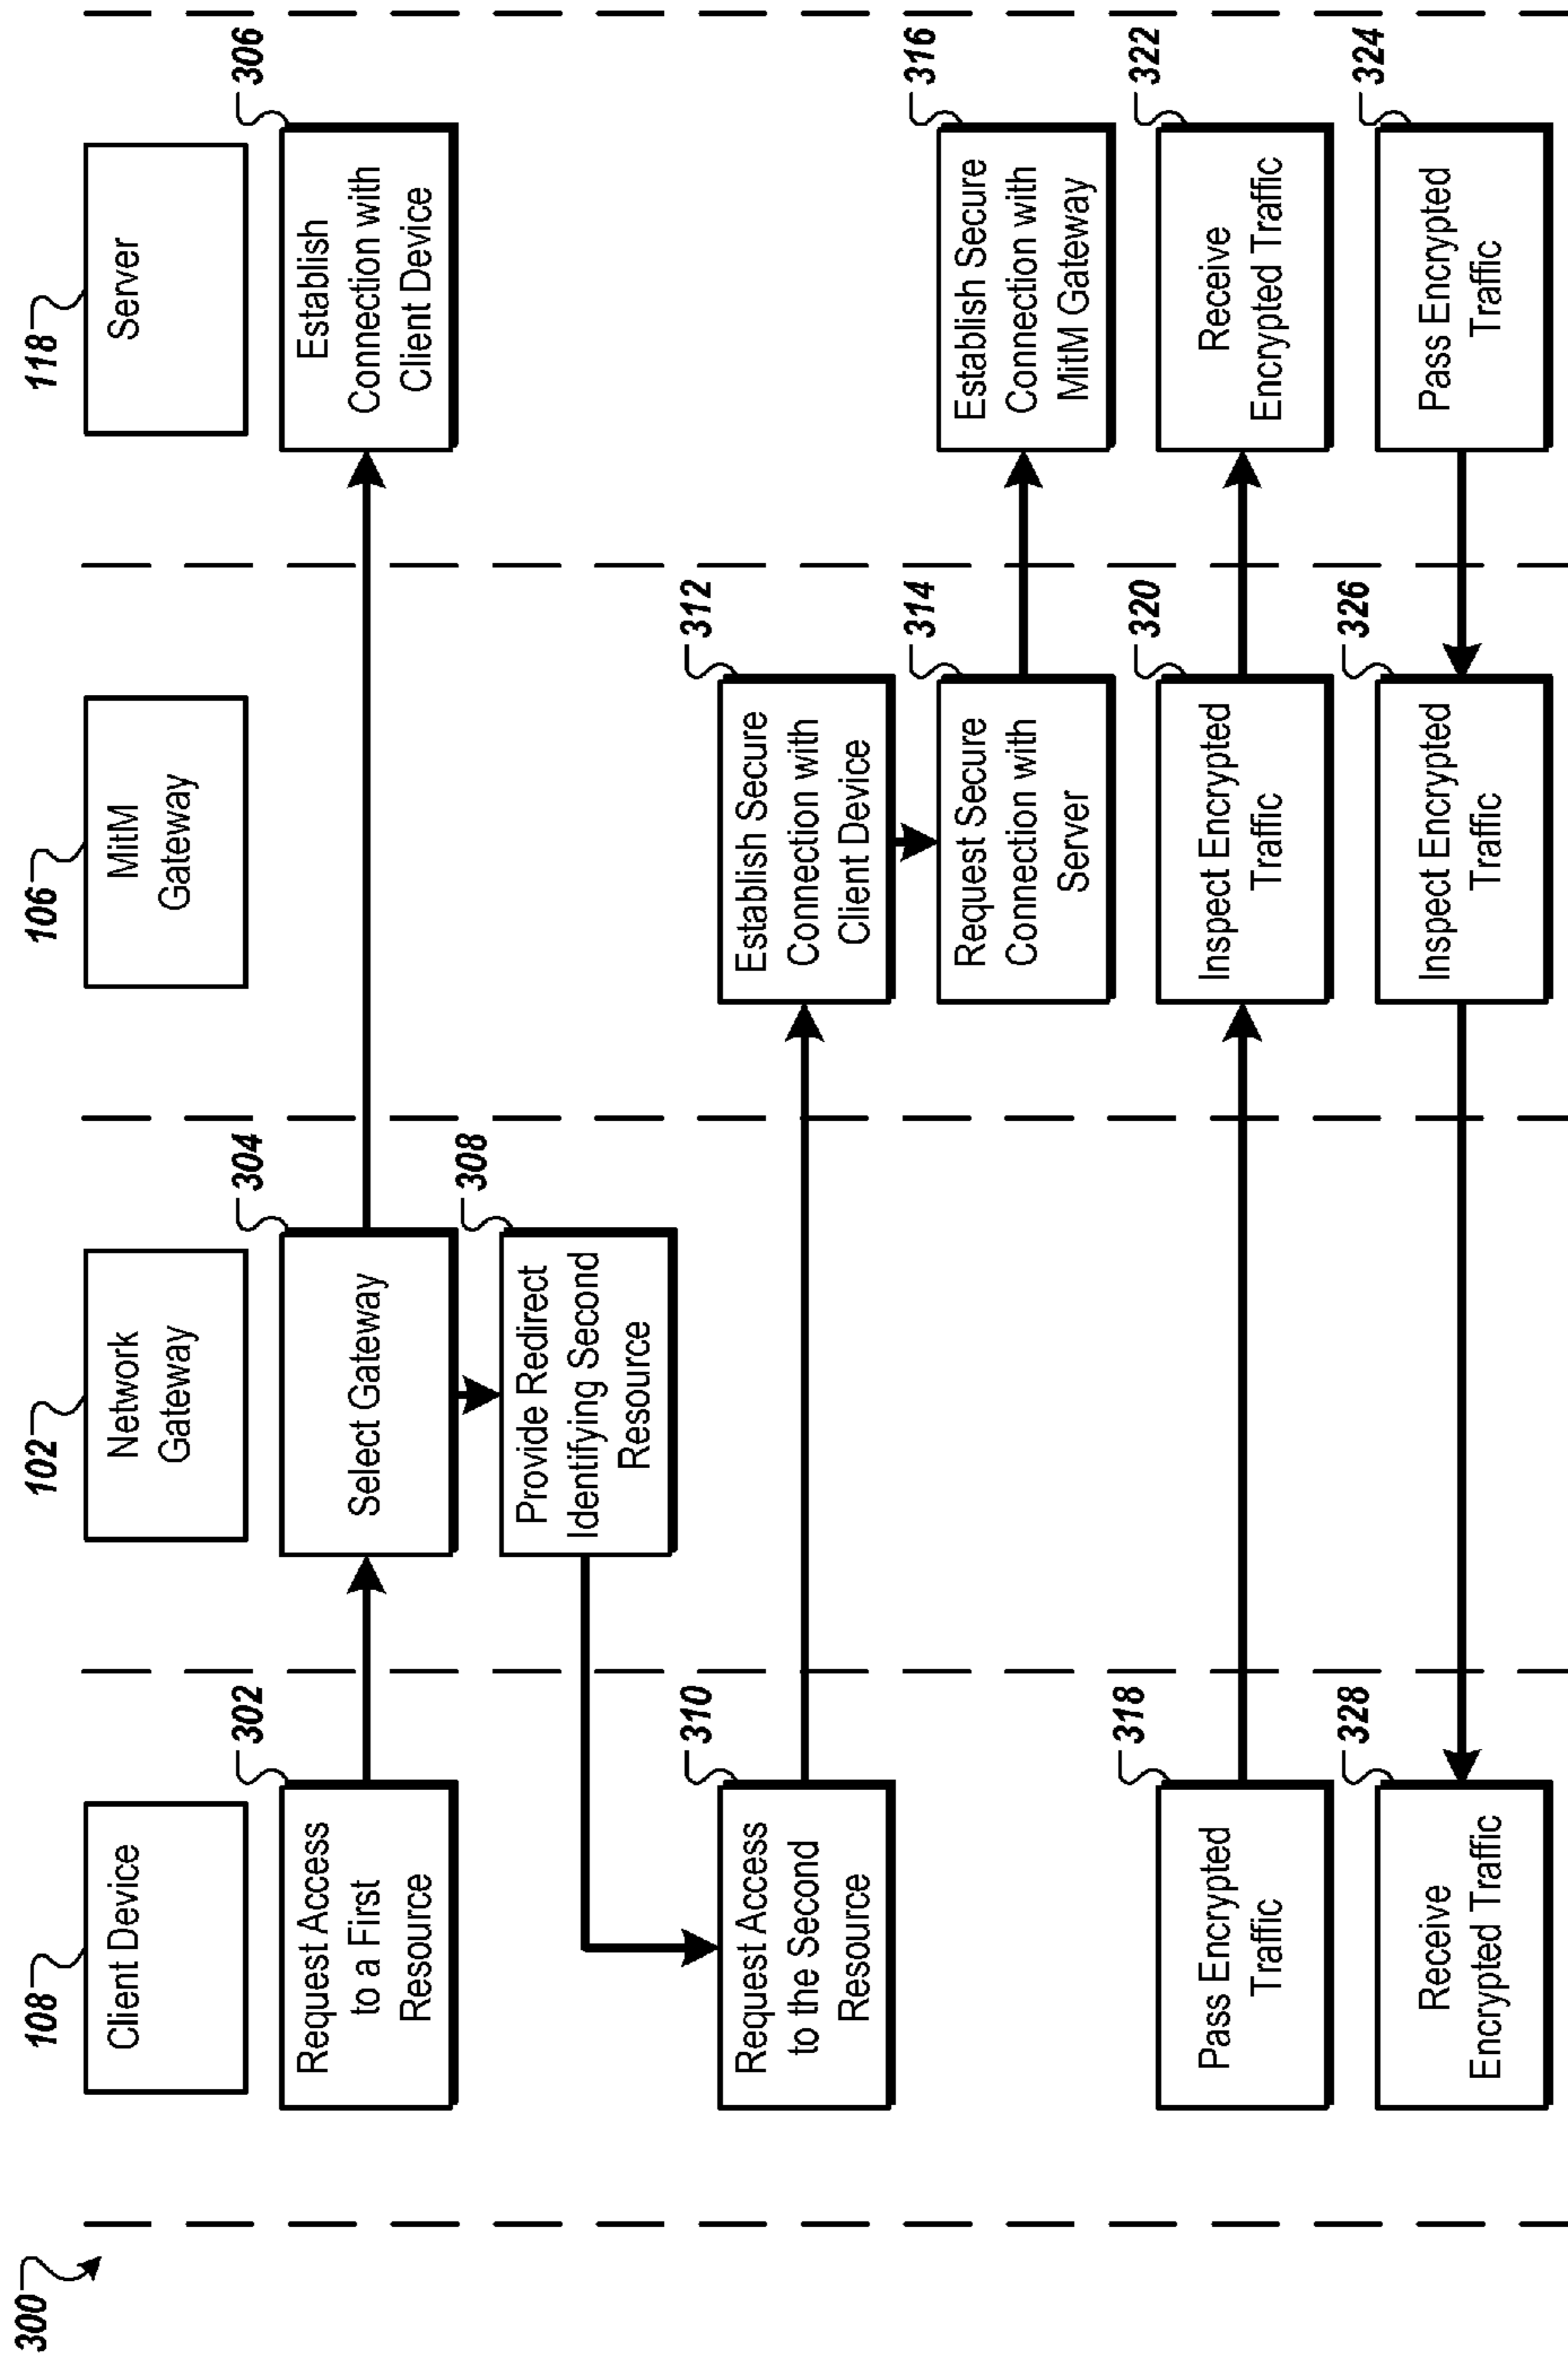 300
108
Client Device
102
Network
Gateway
106
MitM
Gateway
118
Server
302
Request Access
to a First
Resource
304
Select Gateway
306
Establish
Connection with
Client Device
308
Provide Redirect
Identifying Second
Resource
310
Request Access
to the Second
Resource
312
Establish Secure
Connection with
Client Device
314
Request Secure
Connection with
Server
316
Establish Secure
Connection with
MitM Gateway
318
Pass Encrypted
Traffic
320
Inspect Encrypted
Traffic
322
Receive
Encrypted Traffic
328
Receive
Encrypted Traffic
326
Inspect Encrypted
Traffic
324
Pass Encrypted
Traffic